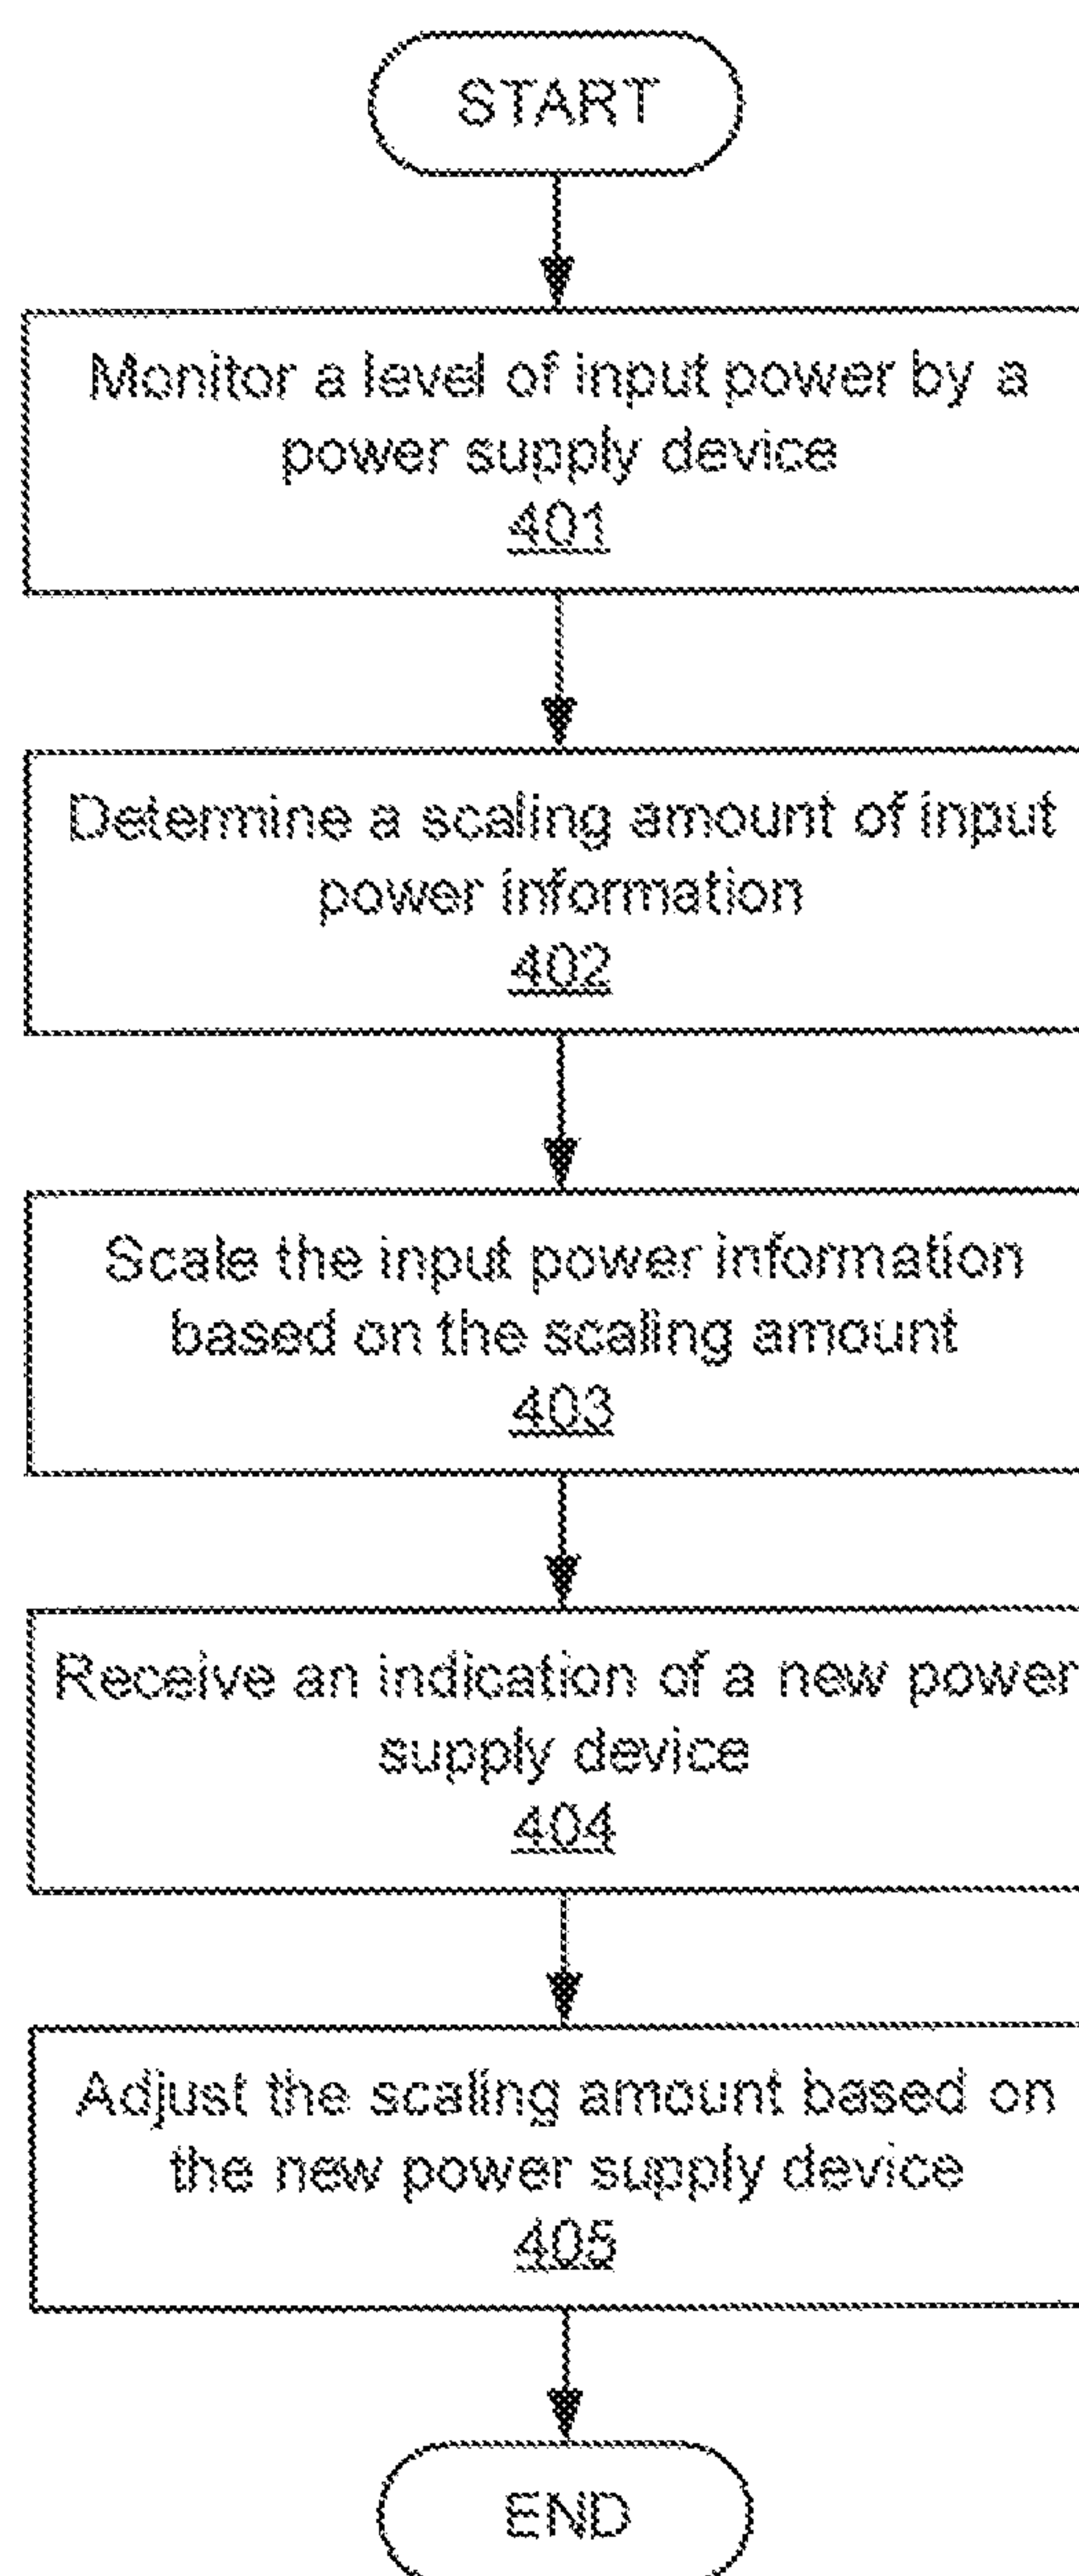 START
Monitor a level of input power by a
power supply device
401
Determine a scaling amount of input
power information
402
Scale the input power information
based on the scaling amount
403
Receive an indication of a new power
supply device
404
Adjust the scaling amount based on
the new power supply device
405
END